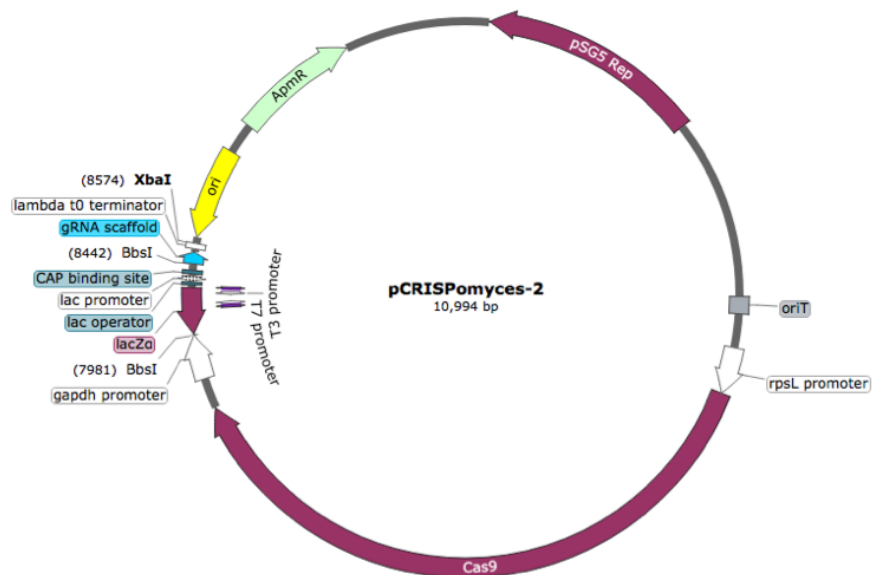 pSG5 Rep
ApmR
ori
(8574) XbaI
lambda t0 terminator
gRNA scaffold
(8442) BbsI
CAP binding site
lac promoter
lac operator
lacZα
(7981) BbsI
gapdh promoter
T3 promoter
T7 promoter
pCRISPomyces-2
10,994 bp
oriT
rpsL promoter
Cas9